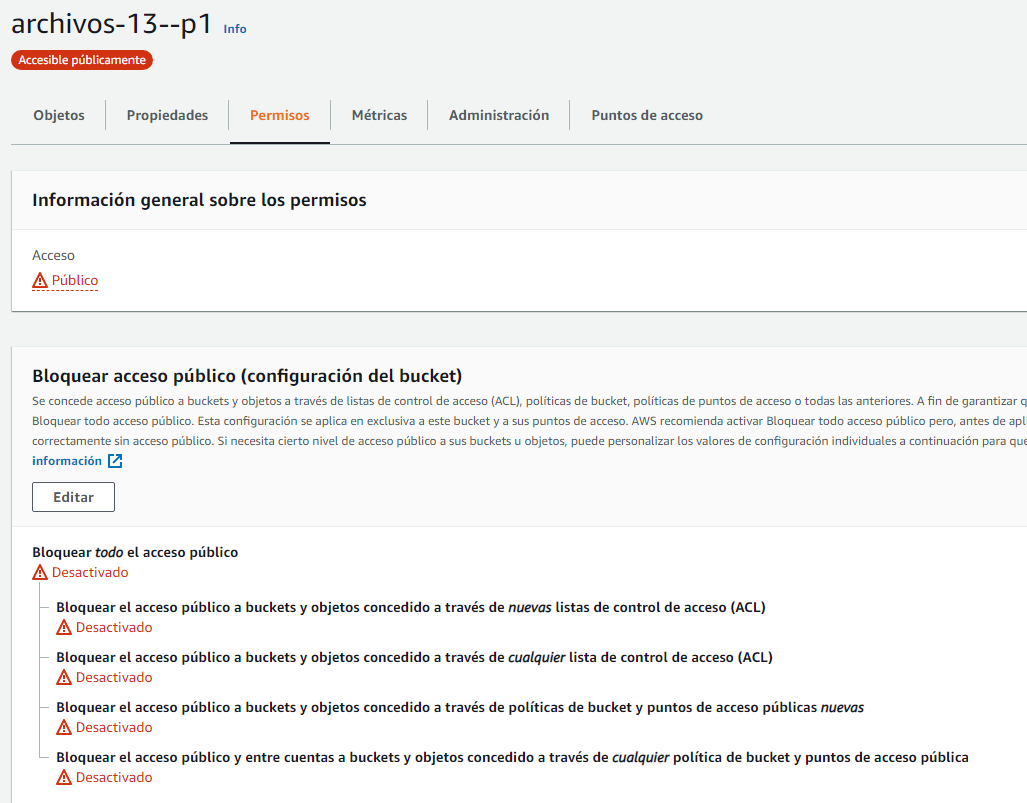 archivos-13--p1 Info
Accesible públicamente
Objetos Propiedades Permisos Métricas Administración Puntos de acceso
Información general sobre los permisos
Acceso
Público
Bloquear acceso público (configuración del bucket)
Se concede acceso público a buckets y objetos a través de listas de control de acceso (ACL), políticas de bucket, políticas de puntos de acceso o todas las anteriores. A fin de garantizar q
Bloquear todo acceso público. Esta configuración se aplica en exclusiva a este bucket y a sus puntos de acceso. AWS recomienda activar Bloquear todo acceso público pero, antes de apl
correctamente sin acceso público. Si necesita cierto nivel de acceso público a sus buckets u objetos, puede personalizar los valores de configuración individuales a continuación para que
información
Editar
Bloquear todo el acceso público
Desactivado
Bloquear el acceso público a buckets y objetos concedido a través de nuevas listas de control de acceso (ACL)
Desactivado
Bloquear el acceso público a buckets y objetos concedido a través de cualquier lista de control de acceso (ACL)
Desactivado
Bloquear el acceso público a buckets y objetos concedido a través de políticas de bucket y puntos de acceso públicas nuevas
Desactivado
Bloquear el acceso público y entre cuentas a buckets y objetos concedido a través de cualquier política de bucket y puntos de acceso pública
Desactivado